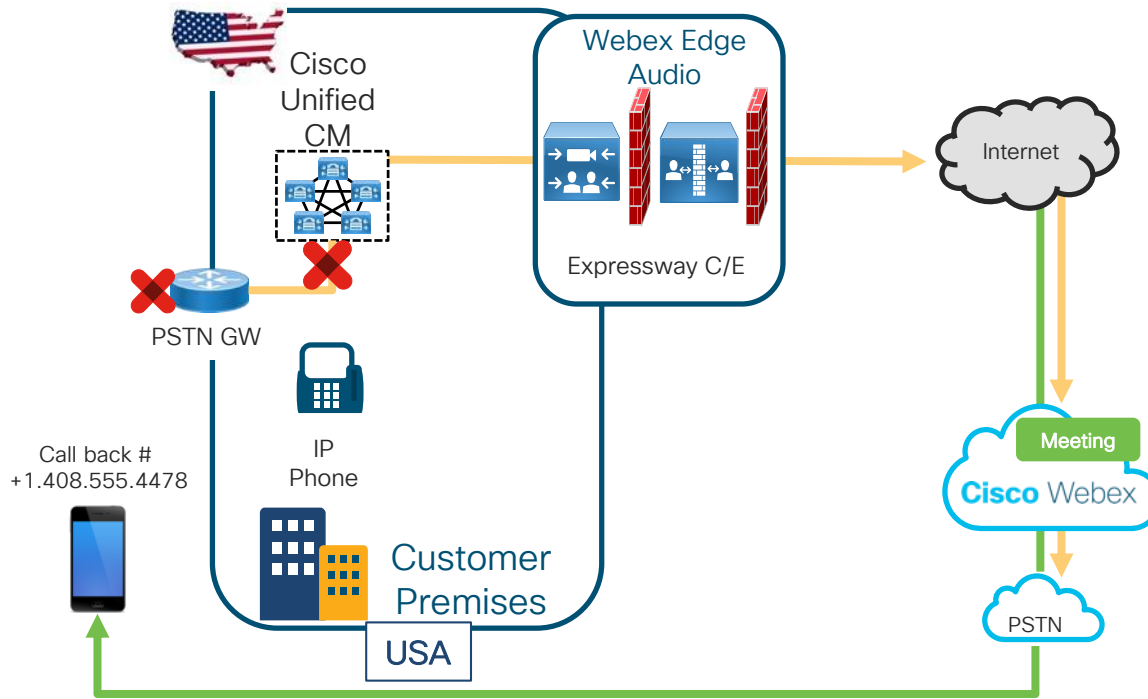 Cisco
Unified
CM
Webex Edge
Audio
Internet
Expressway C/E
PSTN GW
IP
Phone
Call back #
+1.408.555.4478
Meeting
Cisco Webex
Customer
Premises
PSTN
USA